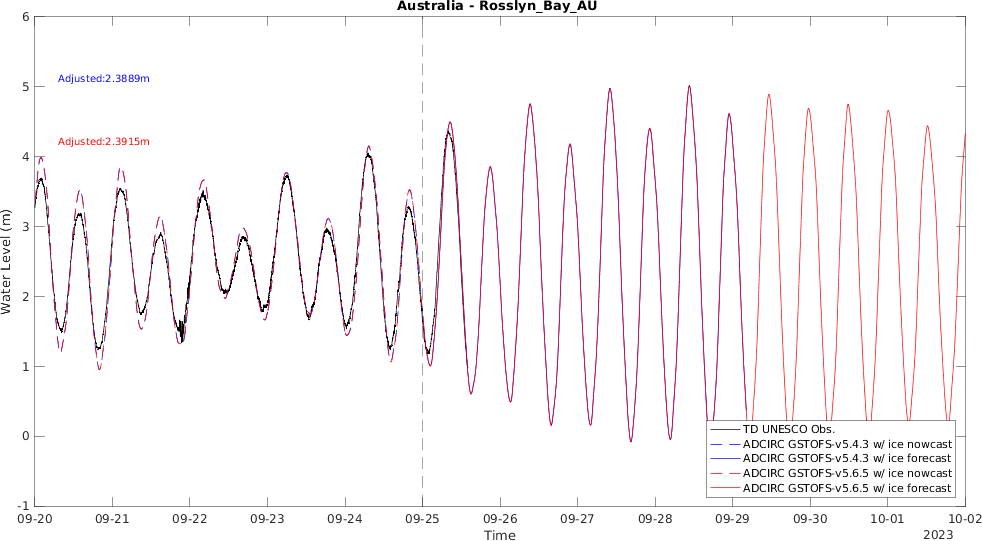 Australia - Rosslyn_Bay_AU
6
5
4
3
2
1
0
-1
Water Level (m)
Adjusted:2.3889m
Adjusted:2.3915m
TD UNESCO Obs.
ADCIRC GSTOFS-v5.4.3 w/ ice nowcast
ADCIRC GSTOFS-v5.4.3 w/ ice forecast
ADCIRC GSTOFS-v5.6.5 w/ ice nowcast
ADCIRC GSTOFS-v5.6.5 w/ ice forecast
09-20 09-21 09-22 09-23 09-24 09-25 09-26 09-27 09-28 09-29 09-30 10-01 10-02
Time
2023